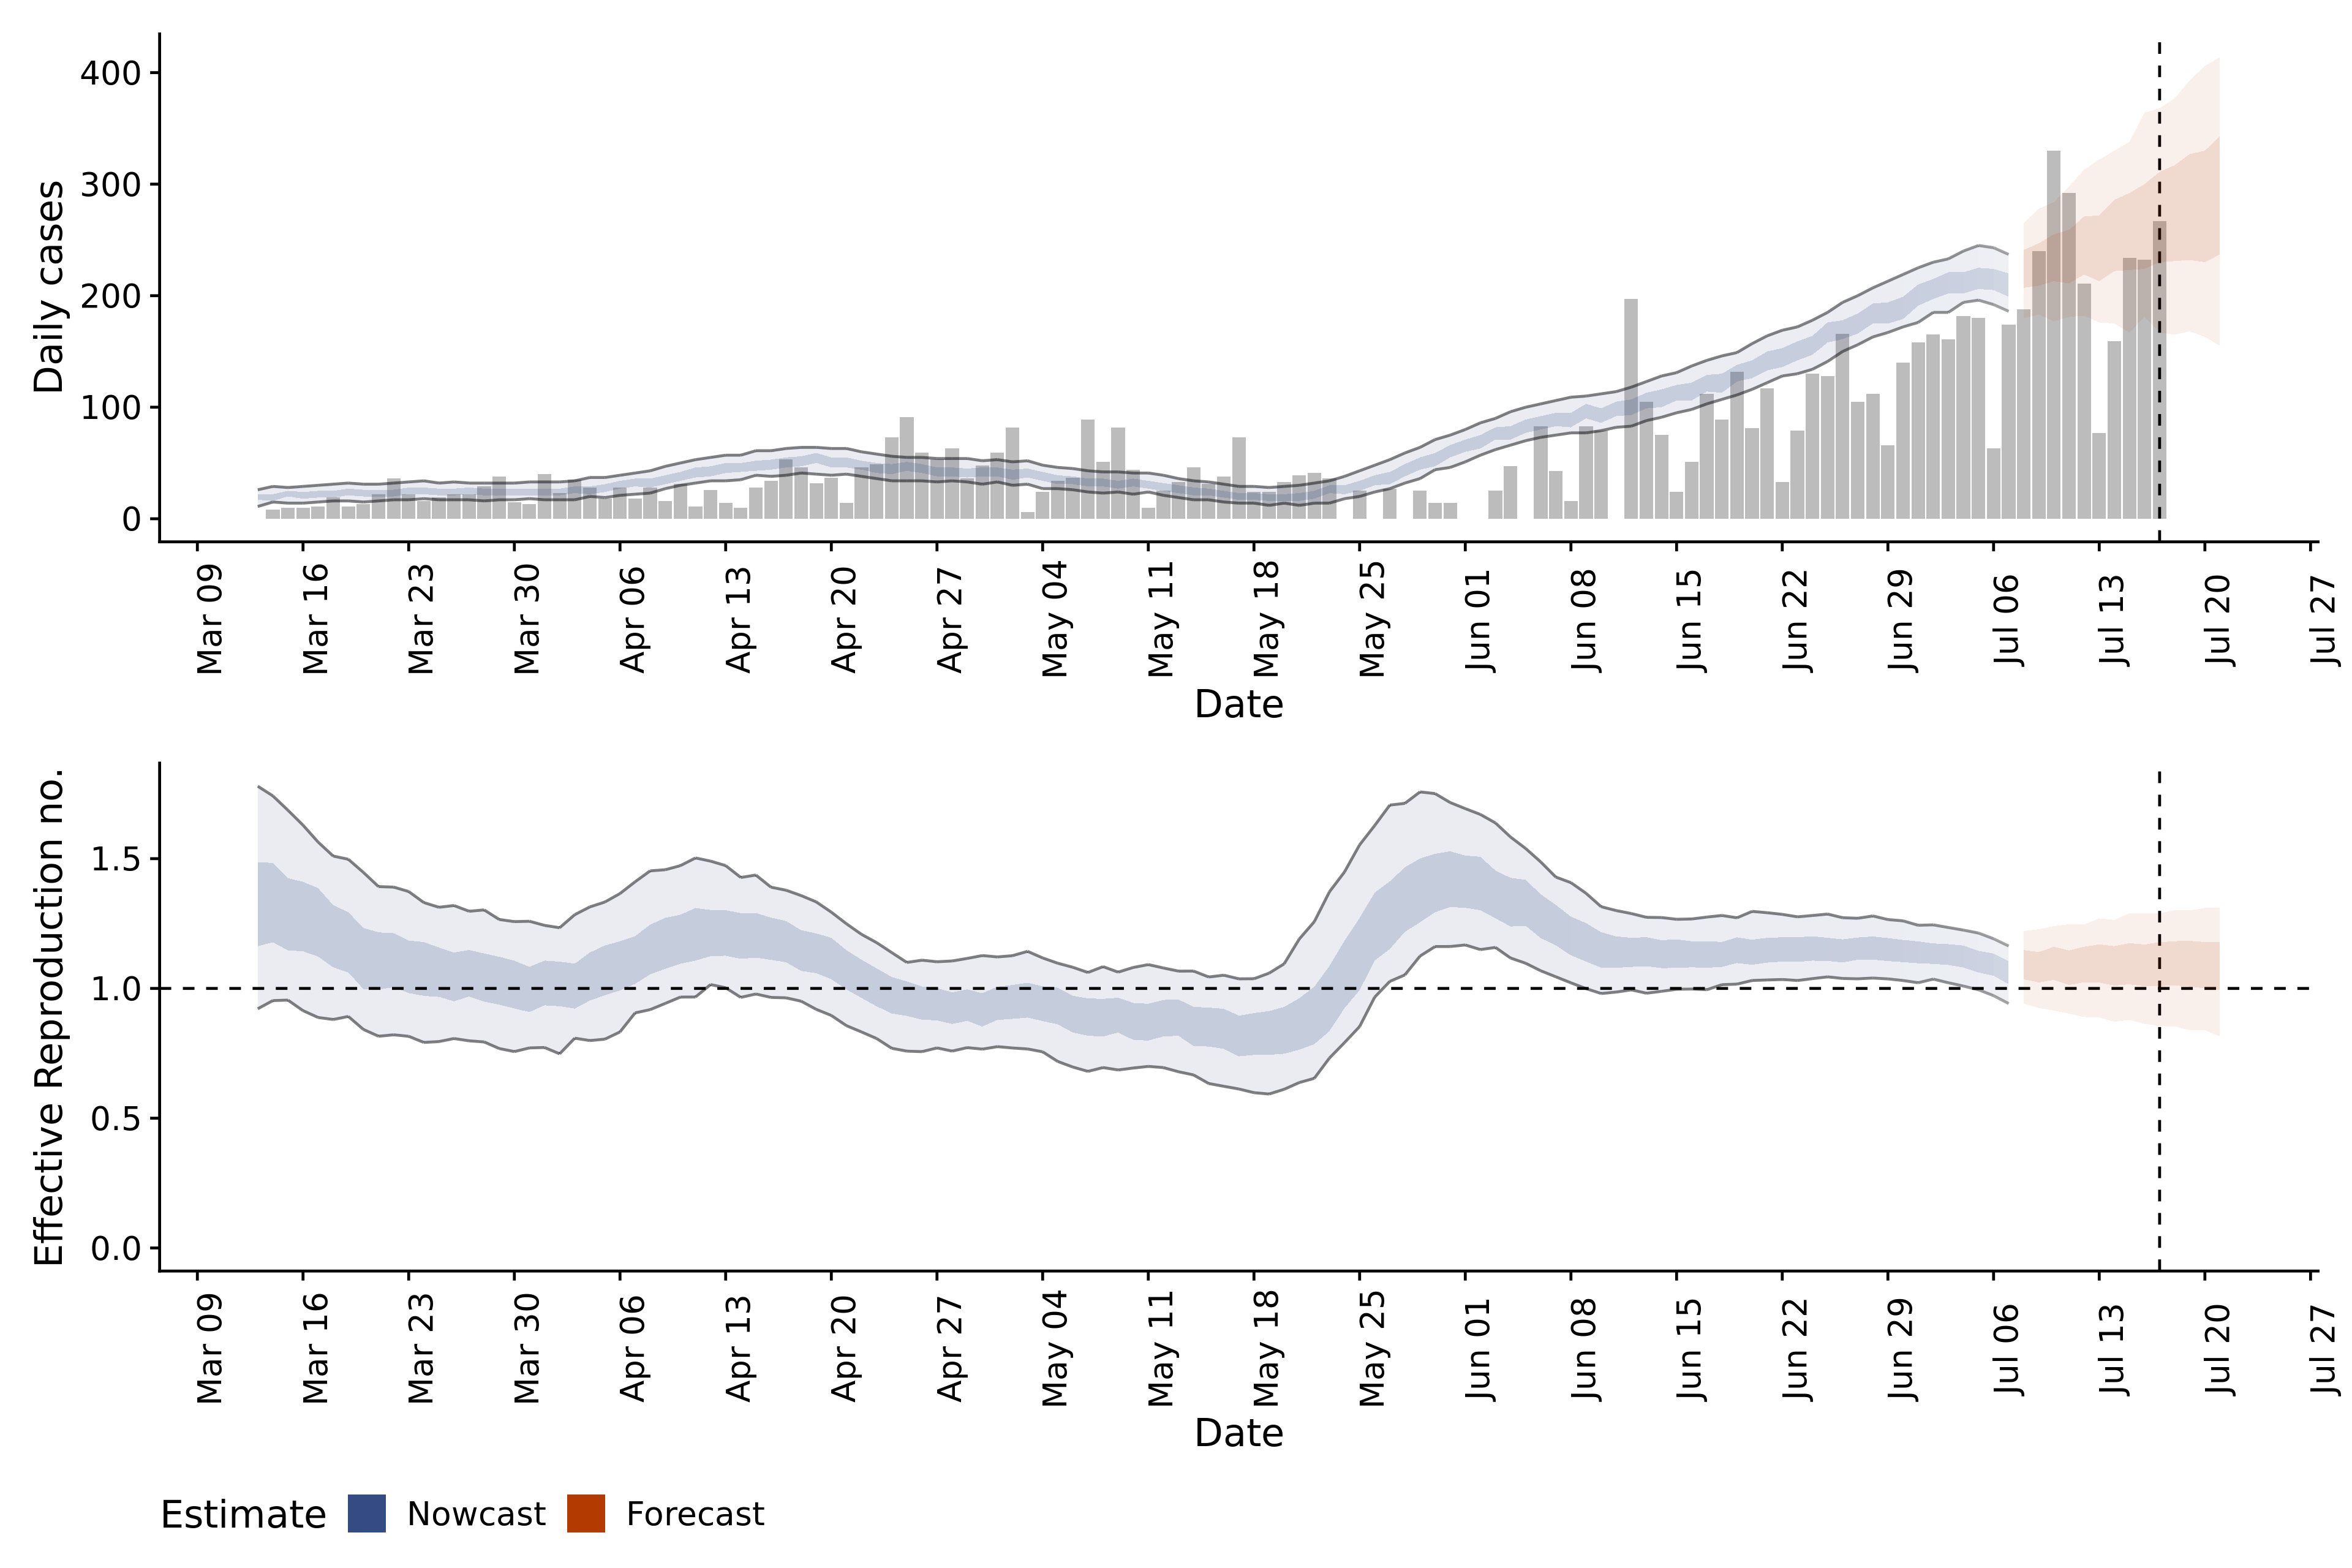 Daily cases
400
300
200
100
0
Mar 09
Mar 16
Mar 23
Mar 30
Apr 06
Apr 13
Apr 20
Apr 27
May 04
May 11
May 18
May 25
Jun 01
Jun 08
Jun 15
Jun 22
Jun 29
Jul 06
Jul 13
Jul 20
Jul 27
Date
Effective Reproduction no.
1.5
1.0
0.5
0.0
Mar 09
Mar 16
Mar 23
Mar 30
Apr 06
Apr 13
Apr 20
Apr 27
May 04
May 11
May 18
May 25
Jun 01
Jun 08
Jun 15
Jun 22
Jun 29
Jul 06
Jul 13
Jul 20
Jul 27
Date
Estimate Nowcast Forecast